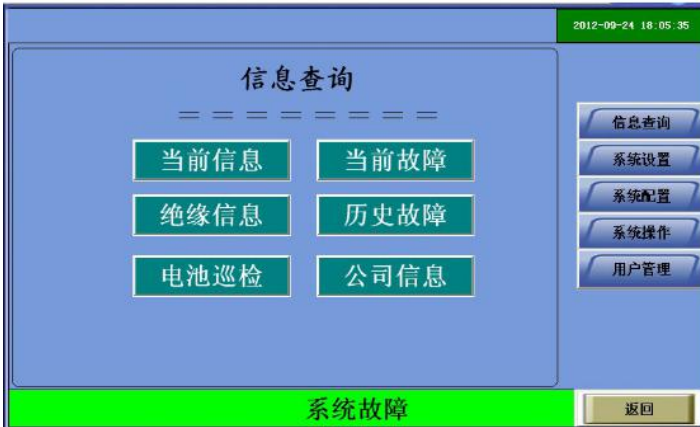 2012-09-24 18:05:35
信息查询
========
当前信息 当前故障
绝缘信息 历史故障
电池巡检 公司信息
信息查询
系统设置
系统配置
系统操作
用户管理
系统故障
返回